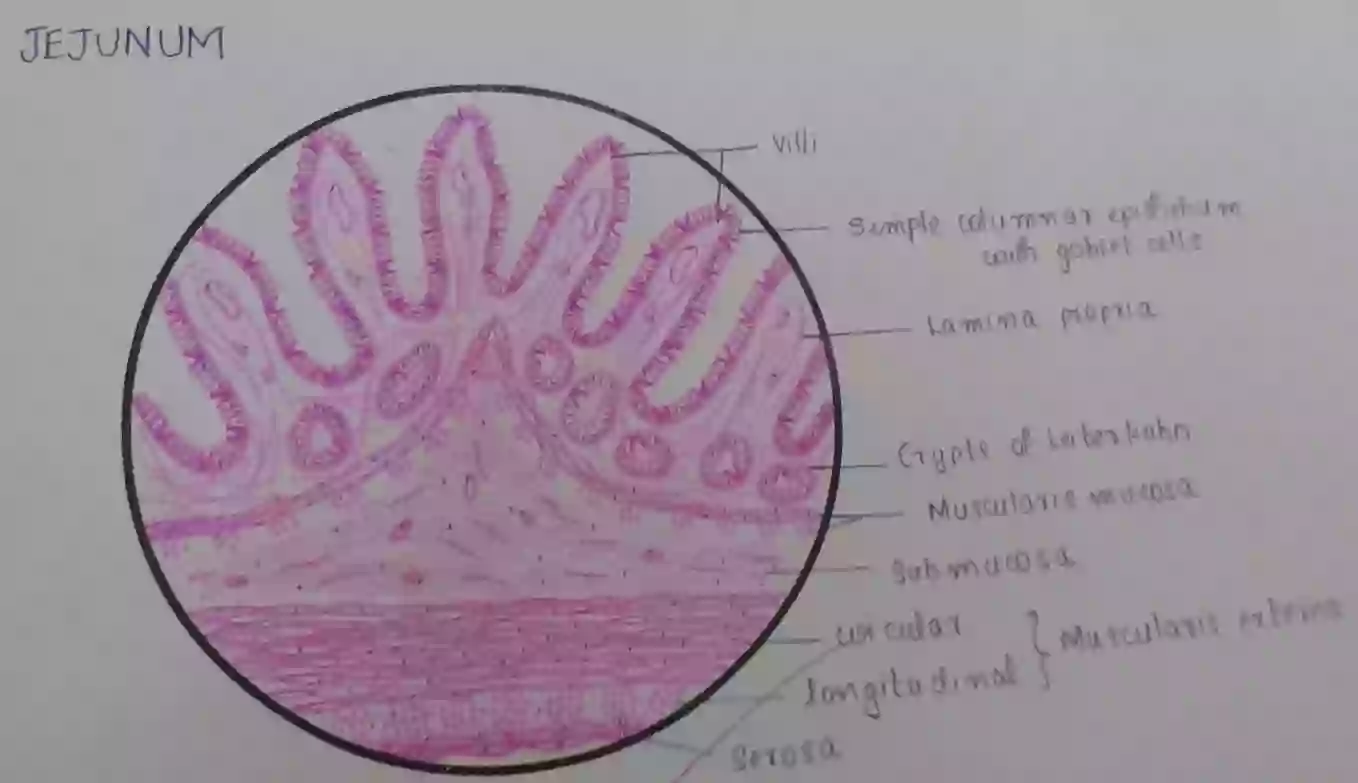 JEJUNUM
Villi
Simple columnar epithelium
with goblet cells
Lamina propria
Crypts of Leiberkuhn
Muscularis mucosa
Submucosa
circular
longitudinal } Muscularis externa
Serosa